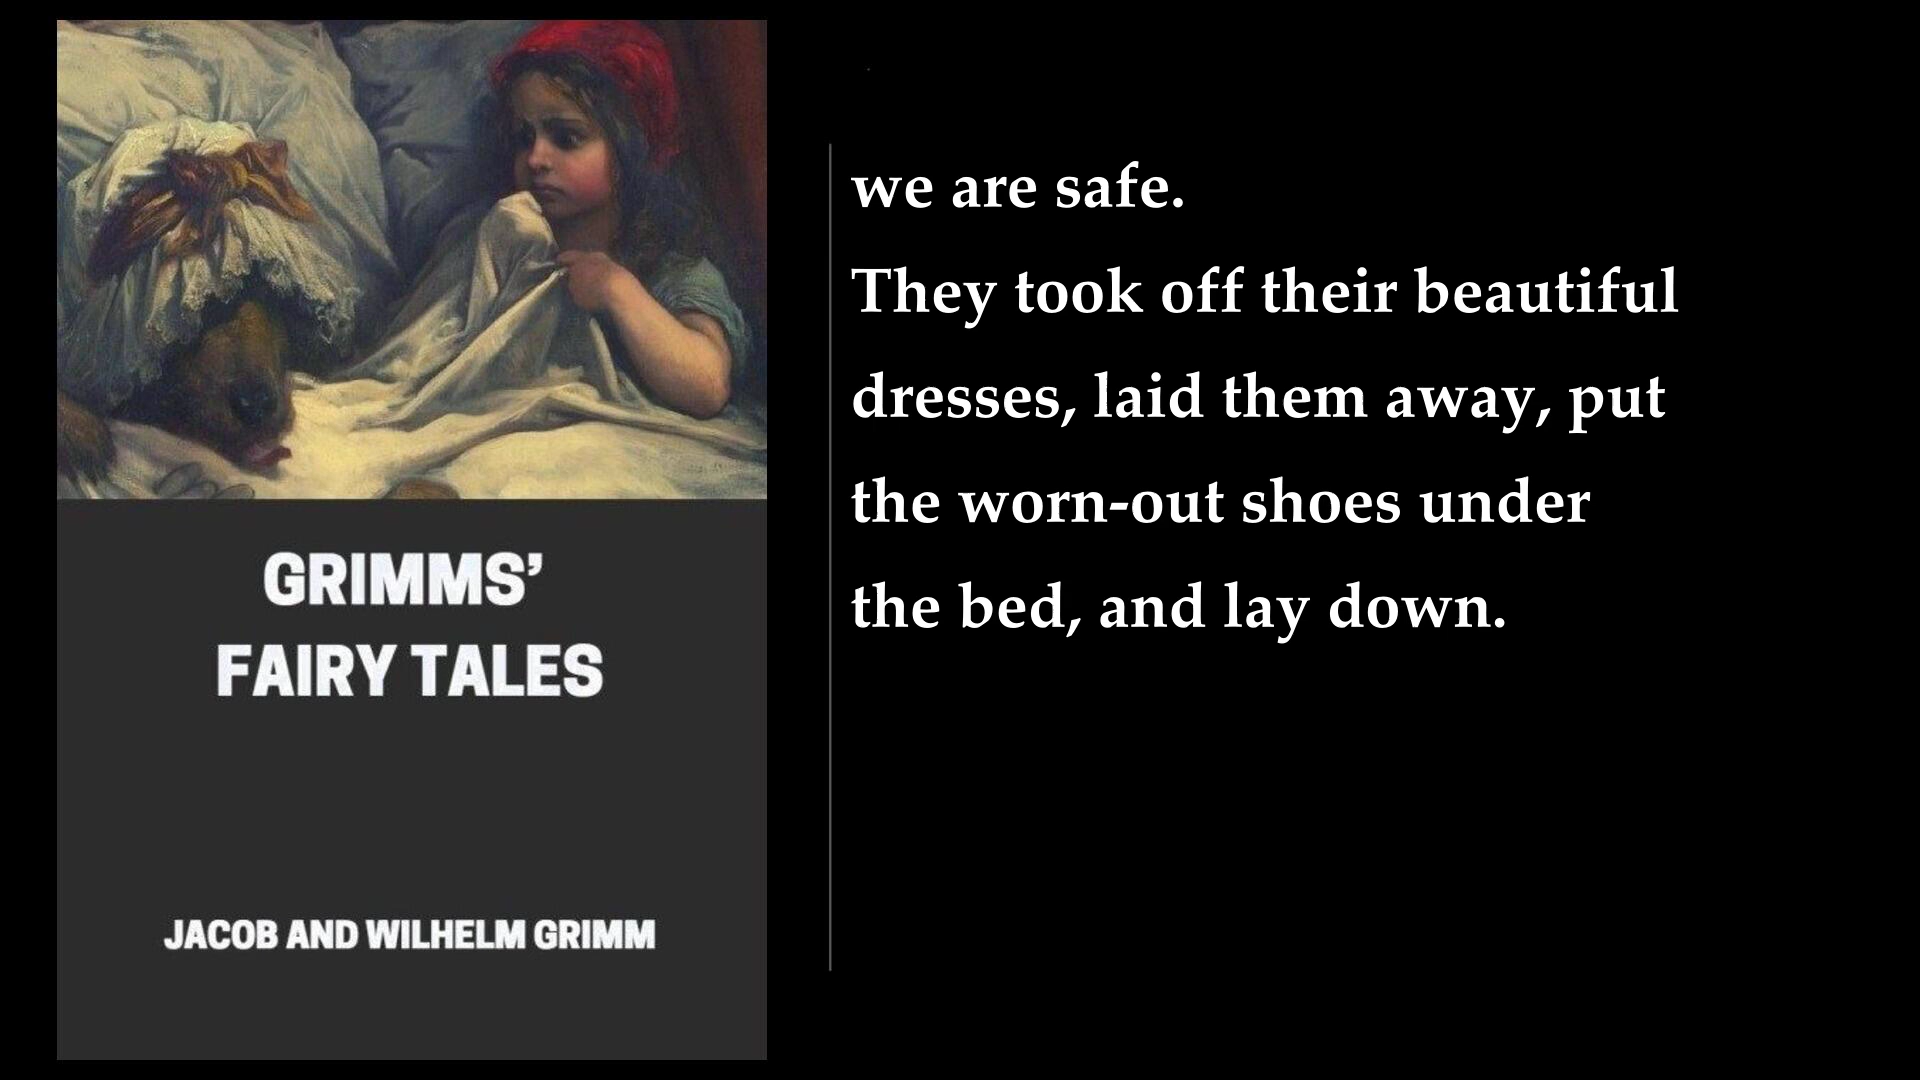 GRIMMS’
FAIRY TALES
JACOB AND WILHELM GRIMM
we are safe.
They took off their beautiful
dresses, laid them away, put
the worn-out shoes under
the bed, and lay down.